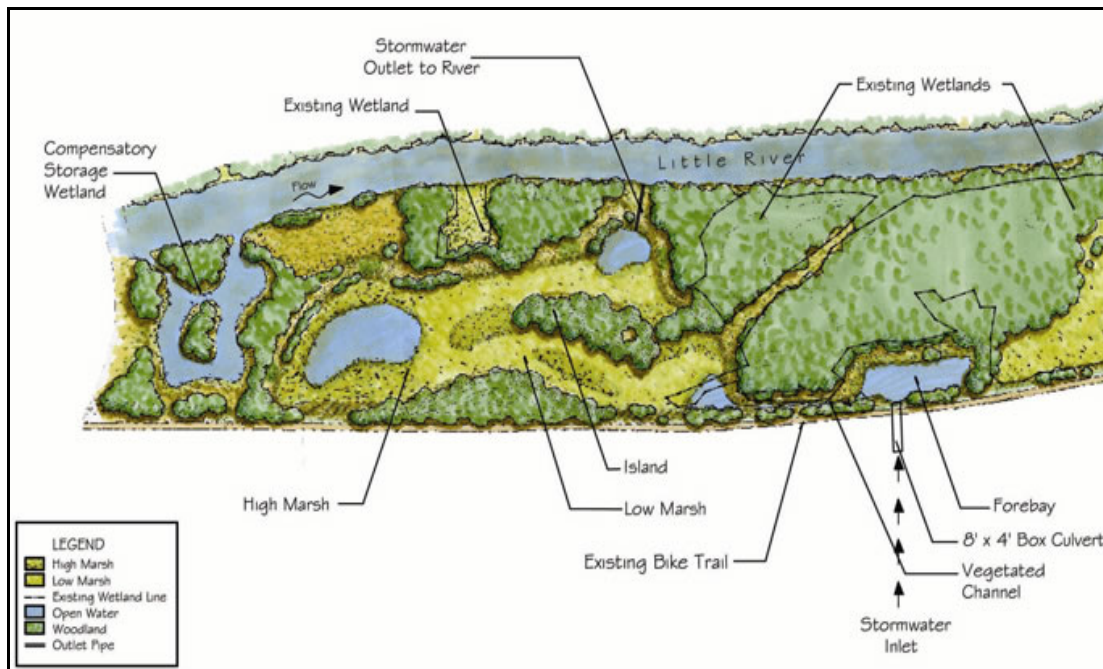 Stormwater
Outlet to River
Existing Wetland
Existing Wetlands
Compensatory
Storage
Wetland
Little River
Flow
High Marsh
Island
Low Marsh
Existing Bike Trail
Forebay
8' x 4' Box Culvert
Vegetated
Channel
Stormwater
Inlet
LEGEND
High Marsh
Low Marsh
Existing Wetland Line
Open Water
Woodland
Outlet Pipe